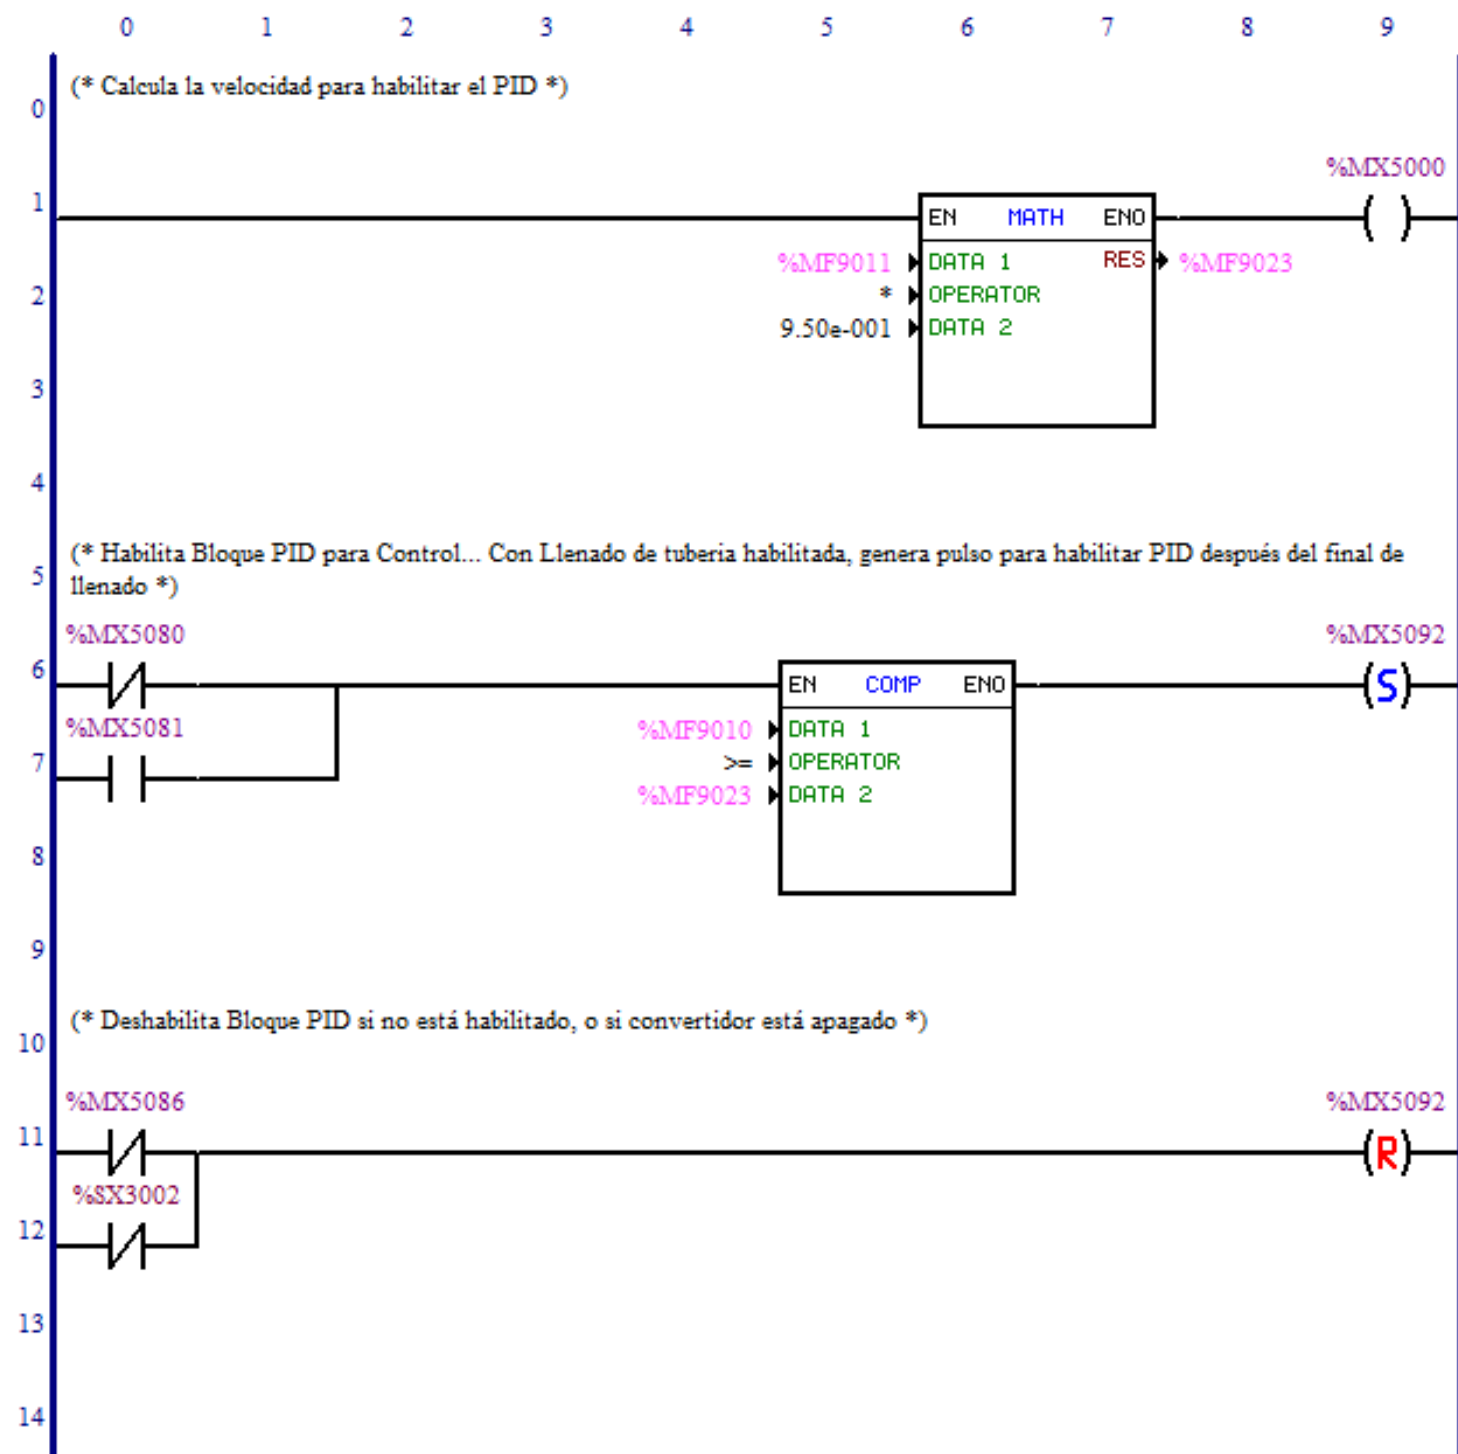 0 1 2 3 4 5 6 7 8 9
(* Calcula la velocidad para habilitar el PID *)
0
%MX5000
1
EN MATH ENO
%MF9011 DATA 1 RES %MF9023
2
* OPERATOR
9.50e-001 DATA 2
3
4
(* Habilita Bloque PID para Control... Con Llenado de tuberia habilitada, genera pulso para habilitar PID después del final de
5
llenado *)
%MX5080 %MX5092
6
EN COMP ENO
S
%MX5081
%MF9010 DATA 1
7
>= OPERATOR
%MF9023 DATA 2
8
9
(* Deshabilita Bloque PID si no está habilitado, o si convertidor está apagado *)
10
%MX5086 %MX5092
11
R
%SX3002
12
13
14